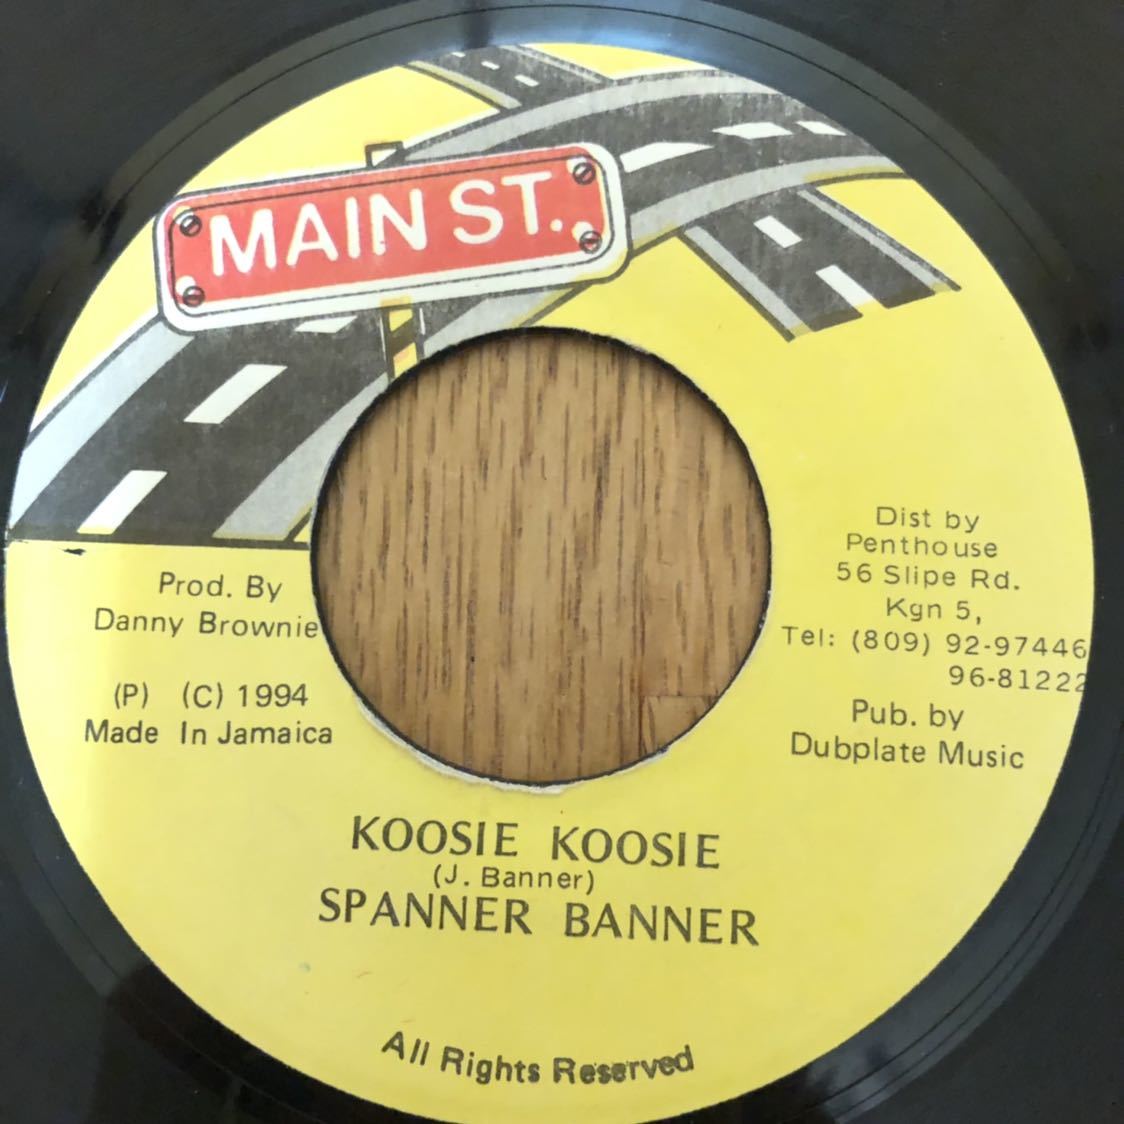 MAIN ST.
Prod. By
Danny Brownie
(P) (C) 1994
Made In Jamaica
Dist by
Penthouse
56 Slipe Rd.
Kgn 5,
Tel: (809) 92-97446
96-81222
Pub. by
Dubplate Music
KOOSIE KOOSIE
(J. Banner)
SPANNER BANNER
All Rights Reserved